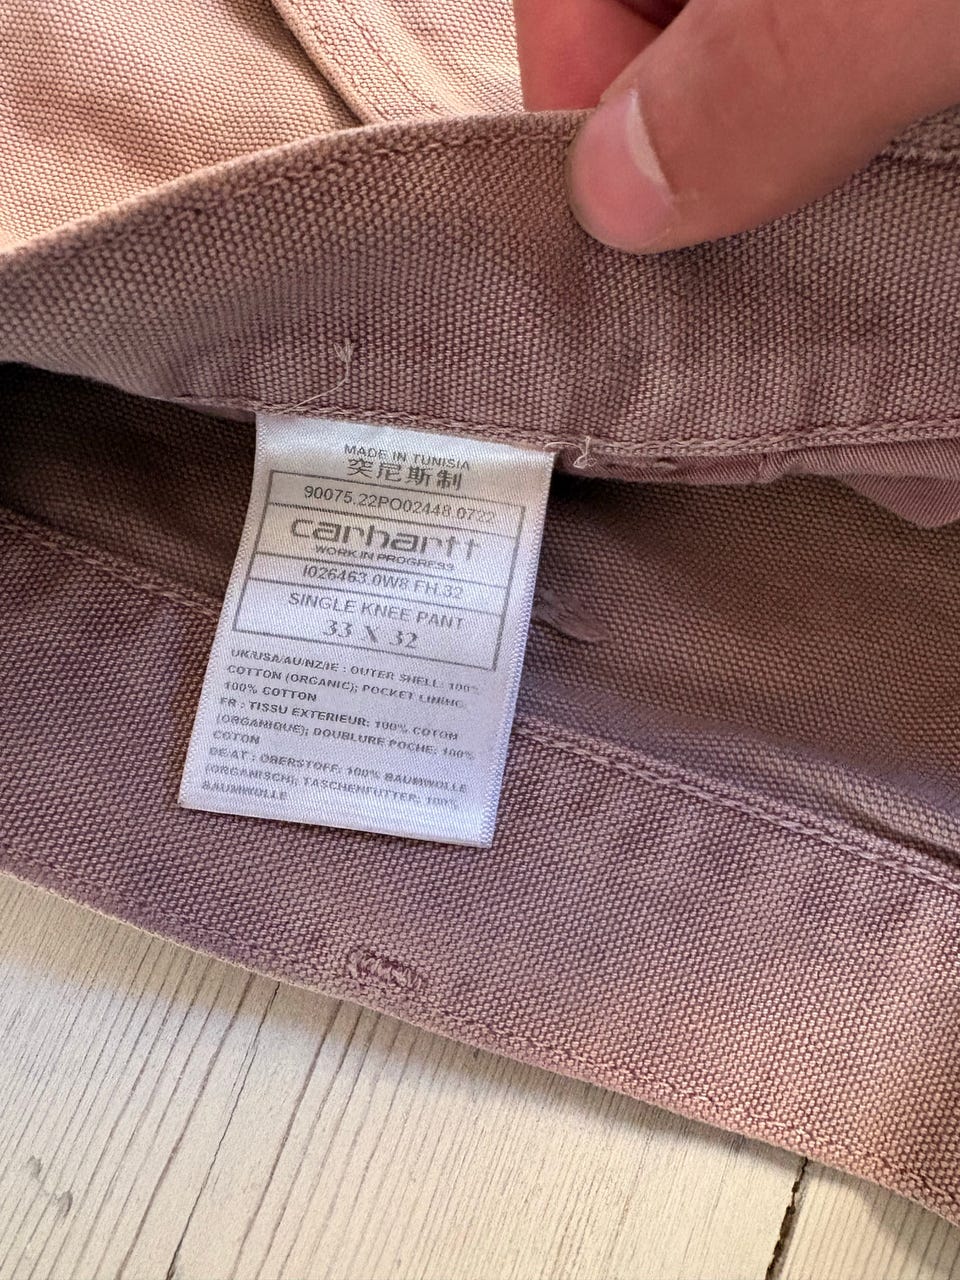 MADE IN TUNISIA
突尼斯制
90075.22PO02448.0722
carhartt
WORK IN PROGRESS
I026463.0W8.FH.32
SINGLE KNEE PANT
33 X 32
UK/USA/AU/NZ/IE : OUTER SHELL: 100%
COTTON (ORGANIC); POCKET LINING:
100% COTTON
FR : TISSU EXTERIEUR: 100% COTON
(ORGANIQUE); DOUBLURE POCHE: 100%
COTON
DE/AT : OBERSTOFF: 100% BAUMWOLLE
(ORGANISCH); TASCHENFUTTER: 100%
BAUMWOLLE